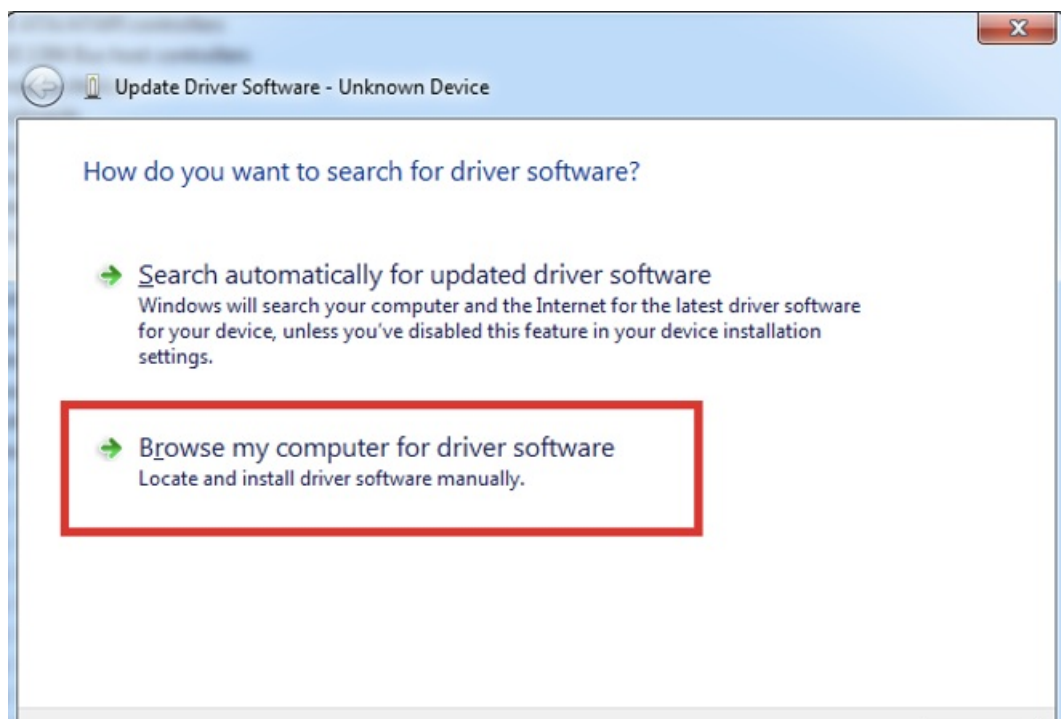 Update Driver Software - Unknown Device
How do you want to search for driver software?
Search automatically for updated driver software
Windows will search your computer and the Internet for the latest driver software
for your device, unless you've disabled this feature in your device installation
settings.
Browse my computer for driver software
Locate and install driver software manually.